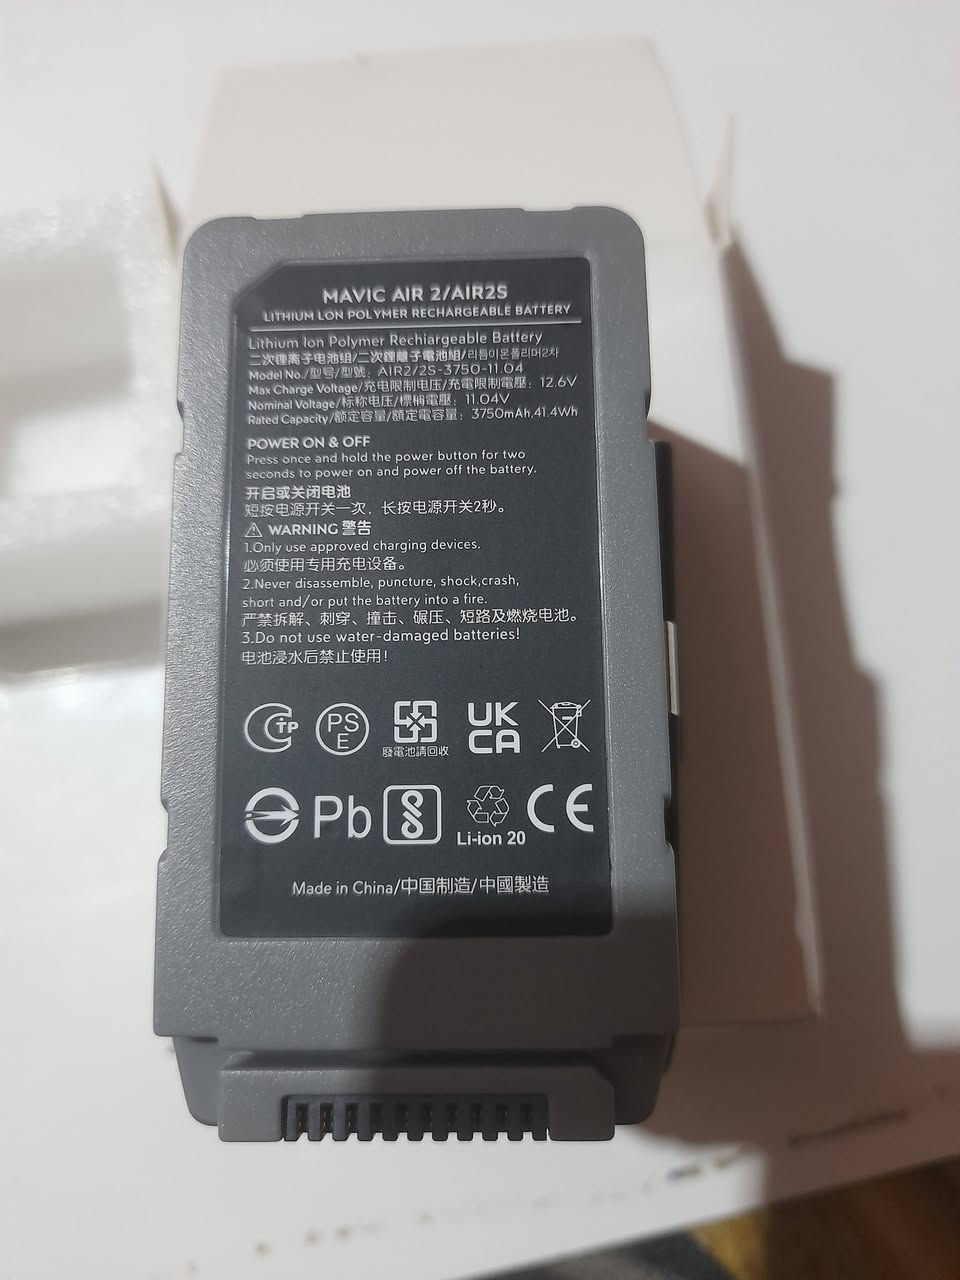 MAVIC AIR 2/AIR2S
LITHIUM LON POLYMER RECHARGEABLE BATTERY
Lithium Ion Polymer Rechiargeable Battery
二次锂离子电池组/二次鋰離子電池組/리튬이온폴리머2차
Model No./型号/型號: AIR2/2S-3750-11.04
Max Charge Voltage/充电限制电压/充電限制電壓: 12.6V
Nominal Voltage/标称电压/標稱電壓: 11.04V
Rated Capacity/额定容量/額定電容量: 3750mAh,41.4Wh
POWER ON & OFF
Press once and hold the power button for two
seconds to power on and power off the battery.
开启或关闭电池
短按电源开关一次，长按电源开关2秒。
WARNING 警告
1.Only use approved charging devices.
必须使用专用充电设备。
2.Never disassemble, puncture, shock,crash,
short and/or put the battery into a fire.
严禁拆解、刺穿、撞击、碾压、短路及燃烧电池。
3.Do not use water-damaged batteries!
电池浸水后禁止使用！
TP PS E UK CA
廢電池請回收
Pb Li-ion 20 CE
Made in China/中国制造/中國製造